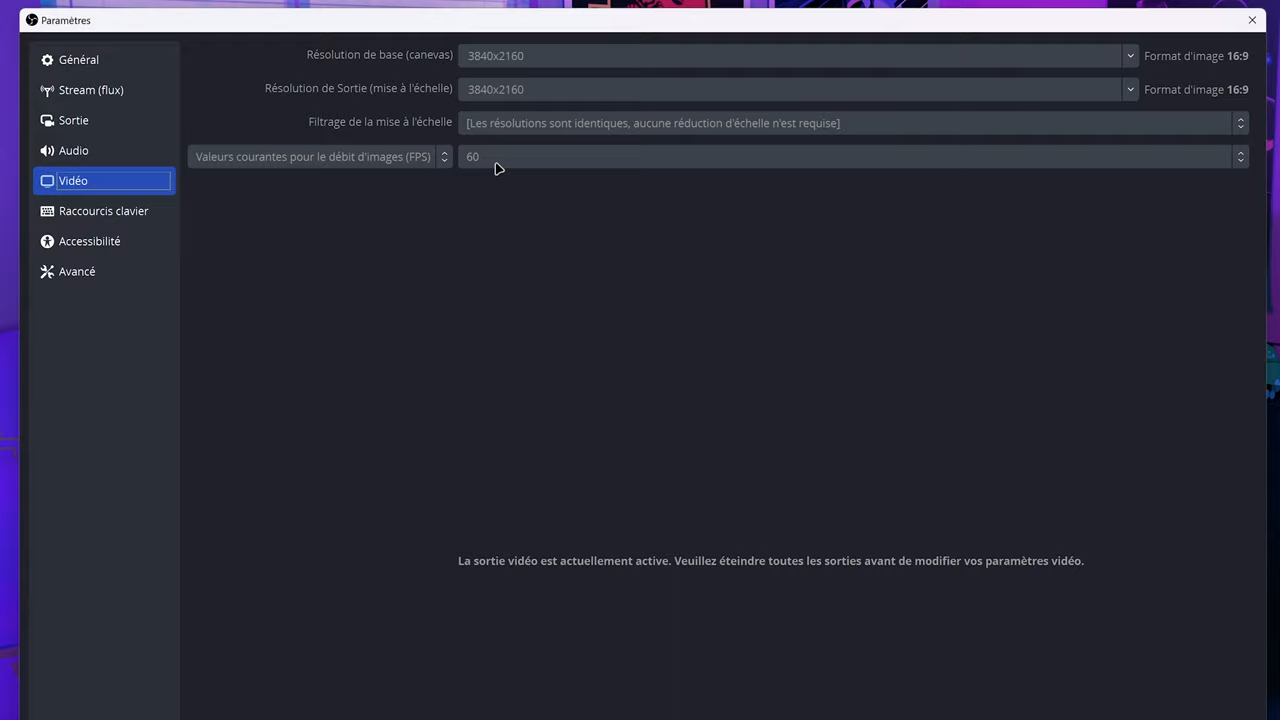 Paramètres
Général
Stream (flux)
Sortie
Audio
Vidéo
Raccourcis clavier
Accessibilité
Avancé
Résolution de base (canevas) 3840x2160 Format d'image 16:9
Résolution de Sortie (mise à l'échelle) 3840x2160 Format d'image 16:9
Filtrage de la mise à l'échelle [Les résolutions sont identiques, aucune réduction d'échelle n'est requise]
Valeurs courantes pour le débit d'images (FPS) 60
La sortie vidéo est actuellement active. Veuillez éteindre toutes les sorties avant de modifier vos paramètres vidéo.